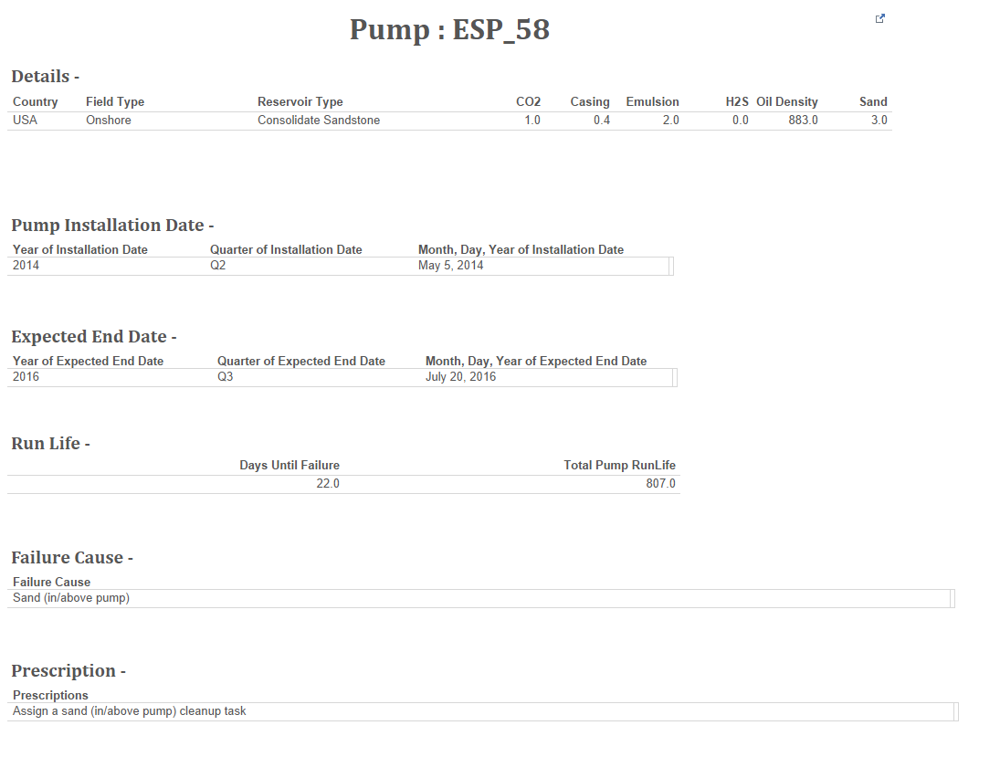 Pump : ESP_58
Details -
Country Field Type Reservoir Type CO2 Casing Emulsion H2S Oil Density Sand
USA Onshore Consolidate Sandstone 1.0 0.4 2.0 0.0 883.0 3.0
Pump Installation Date -
Year of Installation Date Quarter of Installation Date Month, Day, Year of Installation Date
2014 Q2 May 5, 2014
Expected End Date -
Year of Expected End Date Quarter of Expected End Date Month, Day, Year of Expected End Date
2016 Q3 July 20, 2016
Run Life -
Days Until Failure Total Pump RunLife
22.0 807.0
Failure Cause -
Failure Cause
Sand (in/above pump)
Prescription -
Prescriptions
Assign a sand (in/above pump) cleanup task